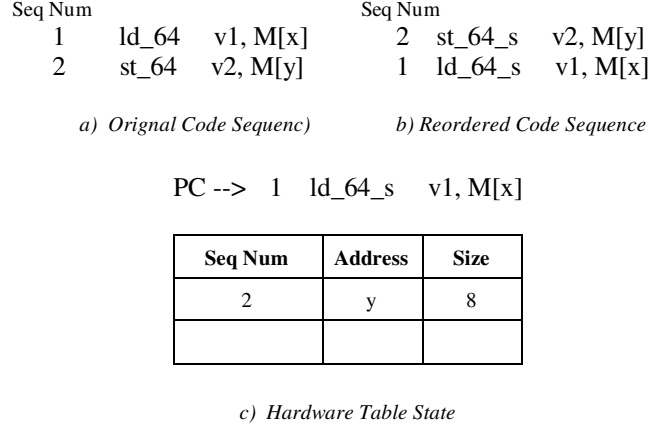 Seq Num
1 ld_64 v1, M[x]
2 st_64 v2, M[y]
a) Orignal Code Sequenc)
Seq Num
2 st_64_s v2, M[y]
1 ld_64_s v1, M[x]
b) Reordered Code Sequence
PC --> 1 ld_64_s v1, M[x]
Seq Num Address Size
2 y 8
c) Hardware Table State